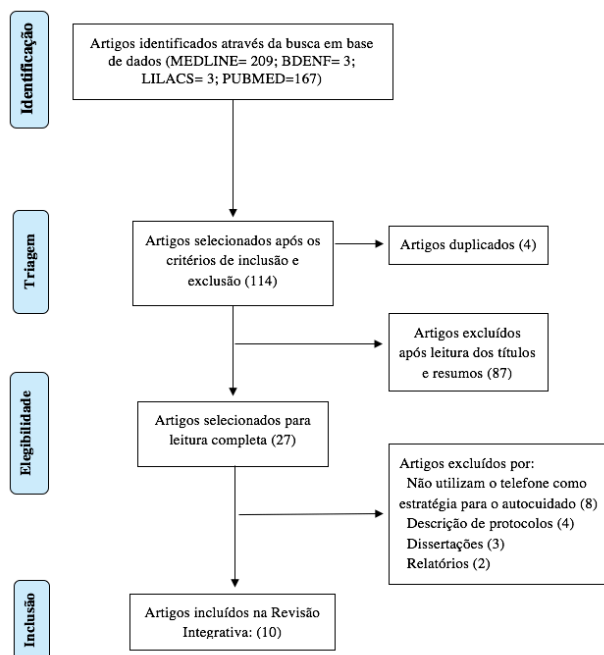 Identificação
Artigos identificados através da busca em base
de dados (MEDLINE= 209; BDENF= 3;
LILACS= 3; PUBMED=167)
Triagem
Artigos selecionados após os
critérios de inclusão e
exclusão (114)
Artigos duplicados (4)
Artigos excluídos
após leitura dos títulos
e resumos (87)
Elegibilidade
Artigos selecionados para
leitura completa (27)
Artigos excluídos por:
Não utilizam o telefone como
estratégia para o autocuidado (8)
Descrição de protocolos (4)
Dissertações (3)
Relatórios (2)
Inclusão
Artigos incluídos na Revisão
Integrativa: (10)